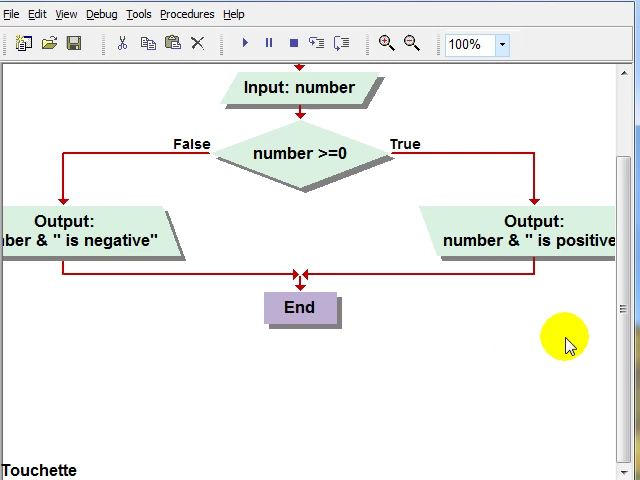 File Edit View Debug Tools Procedures Help
100%
Input: number
False
number >=0
True
Output:
ber & " is negative"
Output:
number & " is positive
End
Touchette